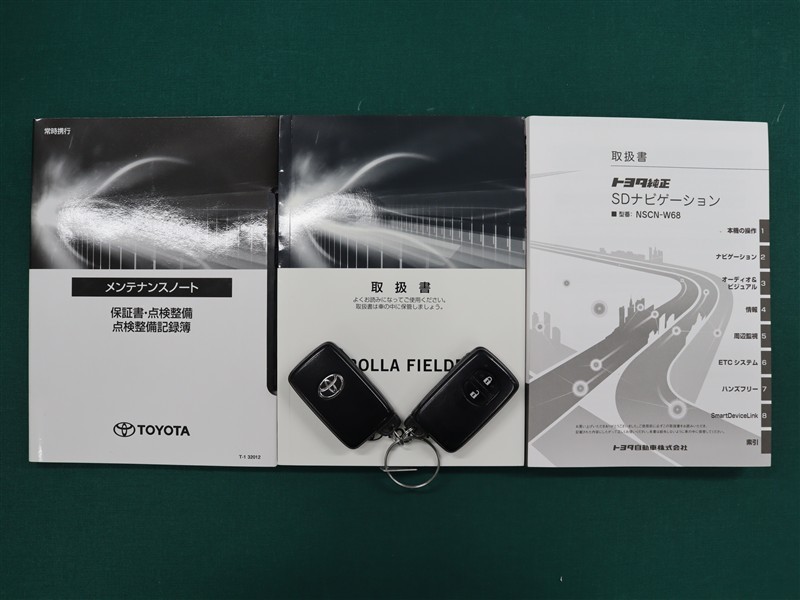 常時携行
メンテナンスノート
保証書・点検整備
点検整備記録簿
TOYOTA
T-1 32012
取扱書
よくお読みになってご使用ください。
取扱書は車の中に保管しましょう。
ROLLA FIELDE
取扱書
トヨタ純正
SDナビゲーション
■ 型番: NSCN-W68
本機の操作 1
ナビゲーション 2
オーディオ&
ビジュアル 3
情報 4
周辺監視 5
ETC システム 6
ハンズフリー 7
SmartDeviceLink 8
索引
トヨタ自動車株式会社